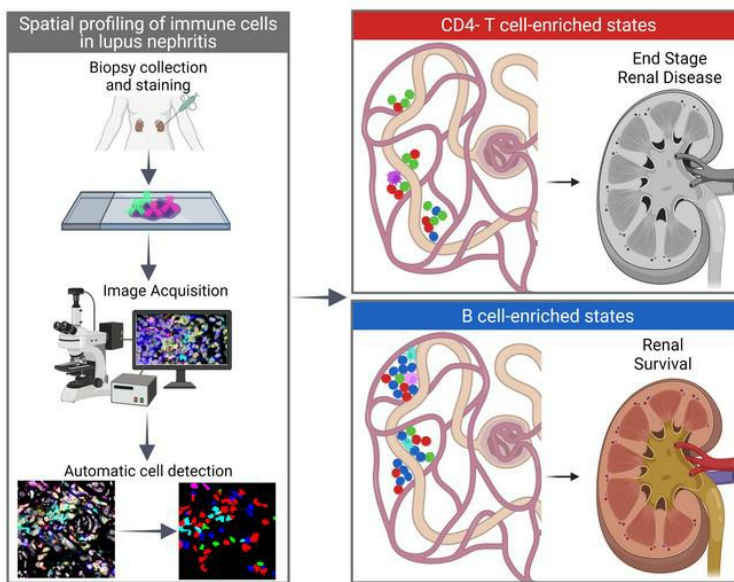 Spatial profiling of immune cells
in lupus nephritis
Biopsy collection
and staining
Image Acquisition
Automatic cell detection
CD4- T cell-enriched states
End Stage
Renal Disease
B cell-enriched states
Renal
Survival